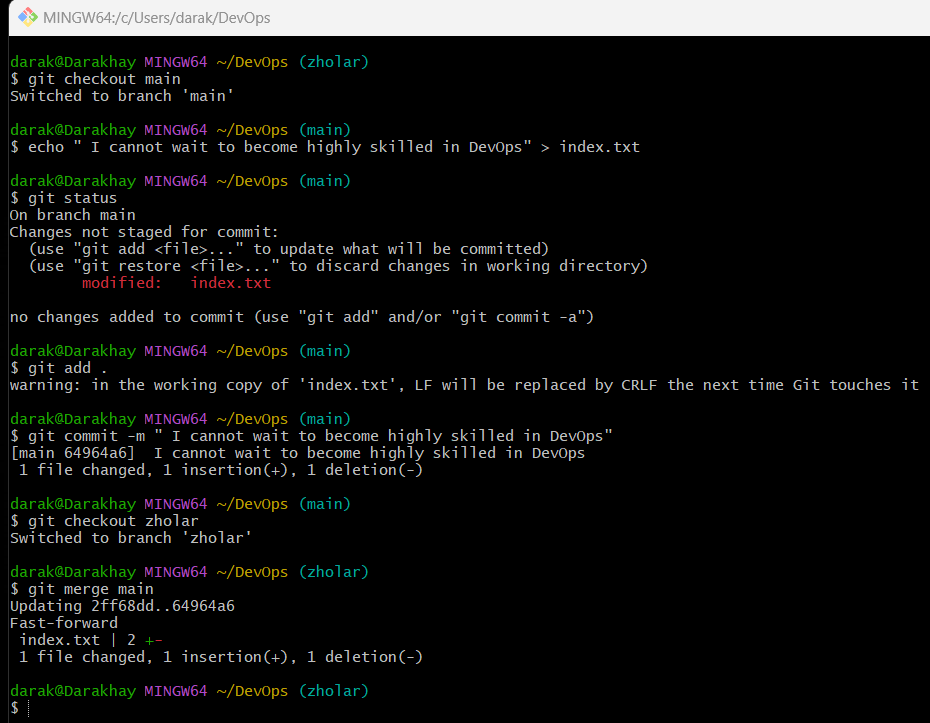 MINGW64:/c/Users/darak/DevOps
darak@Darakhay MINGW64 ~/DevOps (zholar)
$ git checkout main
Switched to branch 'main'
darak@Darakhay MINGW64 ~/DevOps (main)
$ echo " I cannot wait to become highly skilled in DevOps" > index.txt
darak@Darakhay MINGW64 ~/DevOps (main)
$ git status
On branch main
Changes not staged for commit:
  (use "git add <file>..." to update what will be committed)
  (use "git restore <file>..." to discard changes in working directory)
        modified:   index.txt
no changes added to commit (use "git add" and/or "git commit -a")
darak@Darakhay MINGW64 ~/DevOps (main)
$ git add .
warning: in the working copy of 'index.txt', LF will be replaced by CRLF the next time Git touches it
darak@Darakhay MINGW64 ~/DevOps (main)
$ git commit -m " I cannot wait to become highly skilled in DevOps"
[main 64964a6]  I cannot wait to become highly skilled in DevOps
 1 file changed, 1 insertion(+), 1 deletion(-)
darak@Darakhay MINGW64 ~/DevOps (main)
$ git checkout zholar
Switched to branch 'zholar'
darak@Darakhay MINGW64 ~/DevOps (zholar)
$ git merge main
Updating 2ff68dd..64964a6
Fast-forward
 index.txt | 2 +-
 1 file changed, 1 insertion(+), 1 deletion(-)
darak@Darakhay MINGW64 ~/DevOps (zholar)
$